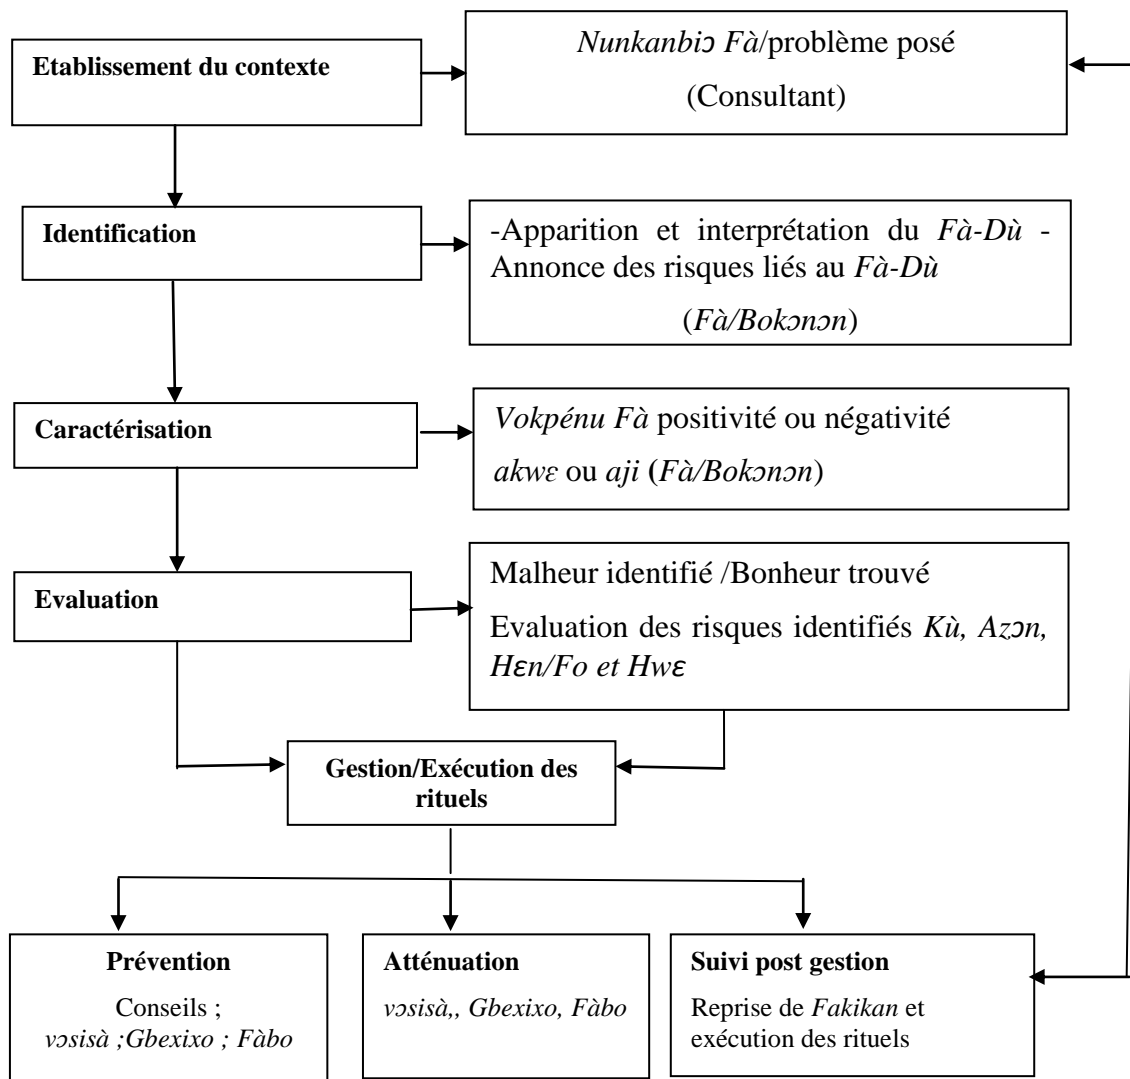 Etablissement du contexte
Nunkanbiɔ Fà/problème posé
(Consultant)
Identification
-Apparition et interprétation du Fà-Dù -
Annonce des risques liés au Fà-Dù
(Fà/Bokɔnɔn)
Caractérisation
Vokpénu Fà positivité ou négativité
akwɛ ou aji (Fà/Bokɔnɔn)
Evaluation
Malheur identifié /Bonheur trouvé
Evaluation des risques identifiés Kù, Azɔn,
Hɛn/Fo et Hwɛ
Gestion/Exécution des
rituels
Prévention
Conseils ;
vɔsisà ;Gbexixo ; Fàbo
Atténuation
vɔsisà,, Gbexixo, Fàbo
Suivi post gestion
Reprise de Fakikan et
exécution des rituels